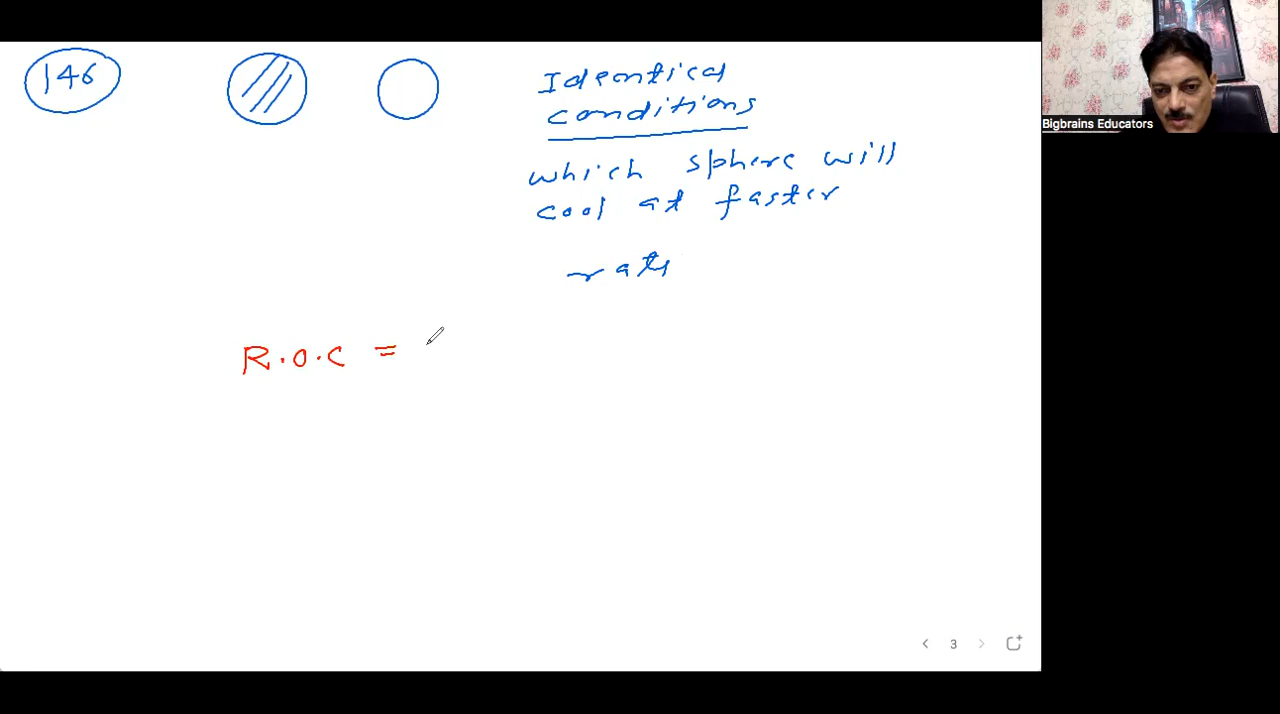 146
Identical
conditions
which sphere will
cool at faster
rate
R.O.C =
Bigbrains Educators
3